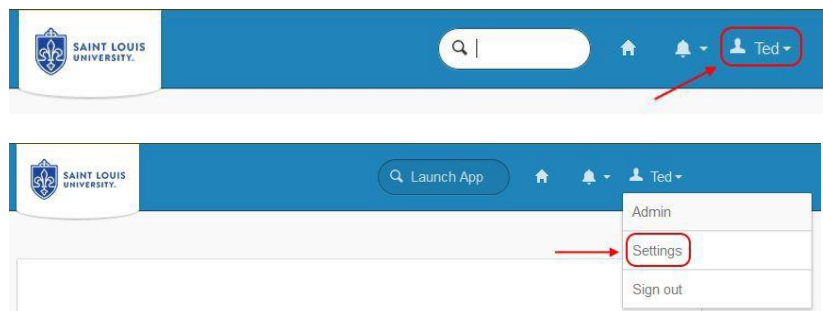 SAINT LOUIS
UNIVERSITY.
Ted
SAINT LOUIS
UNIVERSITY.
Launch App
Ted
Admin
Settings
Sign out